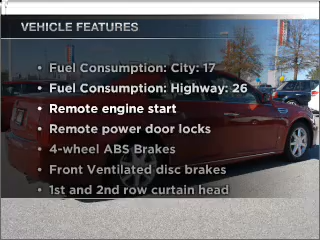 VEHICLE FEATURES
• Fuel Consumption: City: 17
• Fuel Consumption: Highway: 26
• Remote engine start
• Remote power door locks
• 4-wheel ABS Brakes
• Front Ventilated disc brakes
• 1st and 2nd row curtain head